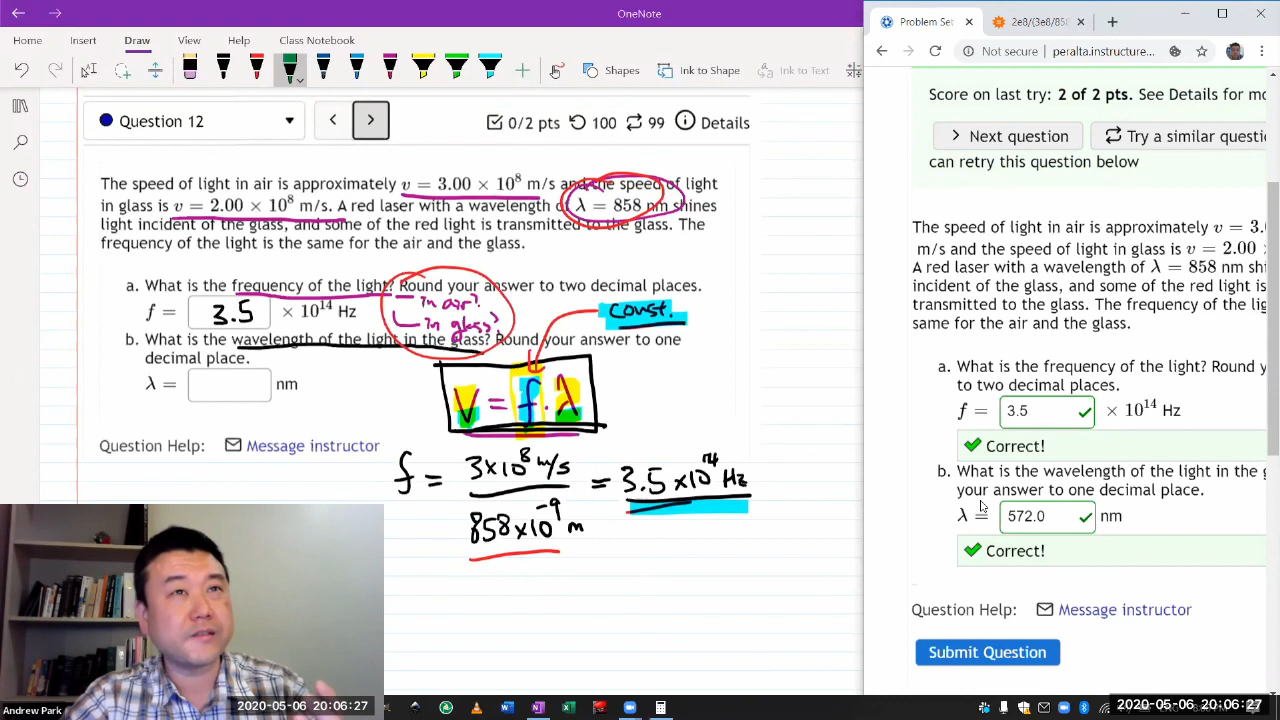 OneNote
Home
Insert
Draw
View
Help
Class Notebook
Shapes
Ink to Shape
Ink to Text
Ink to Math
Question 12
0/2 pts
100
99
Details
The speed of light in air is approximately v = 3.00 × 10⁸ m/s and the speed of light
in glass is v = 2.00 × 10⁸ m/s. A red laser with a wavelength of λ = 858 nm shines
light incident of the glass, and some of the red light is transmitted to the glass. The
frequency of the light is the same for the air and the glass.
a. What is the frequency of the light? Round your answer to two decimal places.
in air?
f = 3.5 × 10¹⁴ Hz
in glass?
const.
b. What is the wavelength of the light in the glass? Round your answer to one
decimal place.
λ = nm
V = f · λ
Question Help: Message instructor
f = 3×10⁸ m/s
858×10⁻⁹ m
= 3.5 ×10¹⁴ Hz
Andrew Park
2020-05-06 20:06:27
Problem Set
2e8/(3e8/858
Not secure
peralta.instructure
Score on last try: 2 of 2 pts. See Details for mo
Next question
Try a similar questi
can retry this question below
The speed of light in air is approximately v = 3.0
m/s and the speed of light in glass is v = 2.00 ×
A red laser with a wavelength of λ = 858 nm shi
incident of the glass, and some of the red light is
transmitted to the glass. The frequency of the lig
same for the air and the glass.
a. What is the frequency of the light? Round y
to two decimal places.
f = 3.5 × 10¹⁴ Hz
Correct!
b. What is the wavelength of the light in the g
your answer to one decimal place.
λ = 572.0 nm
Correct!
Question Help: Message instructor
Submit Question
2020-05-06 20:06:27